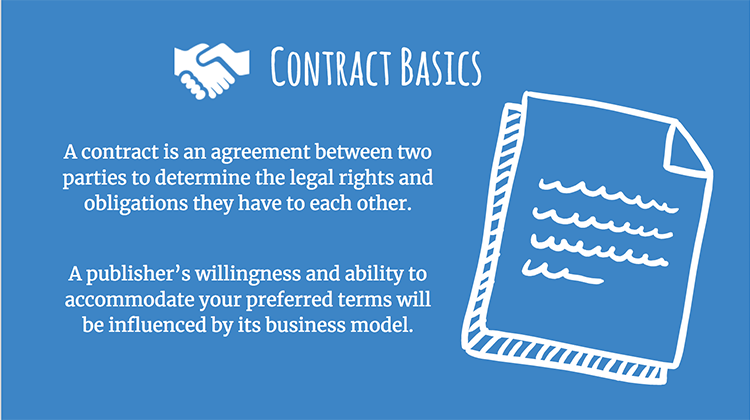 Contract Basics
A contract is an agreement between two
parties to determine the legal rights and
obligations they have to each other.
A publisher’s willingness and ability to
accommodate your preferred terms will
be influenced by its business model.